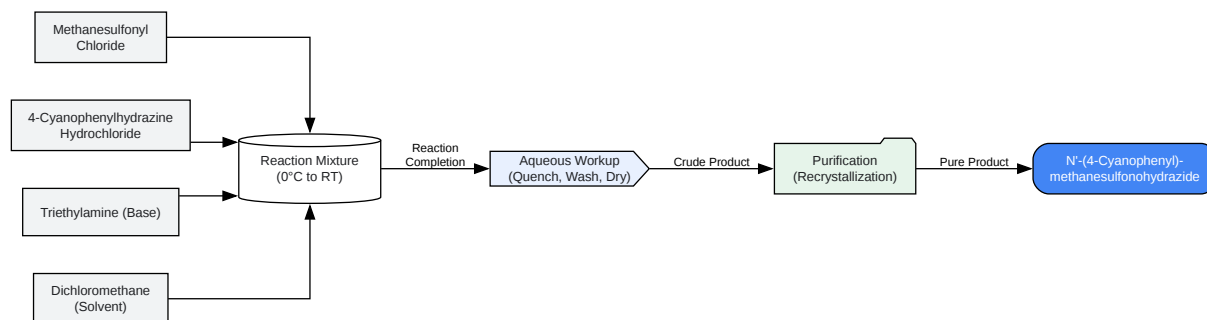 Methanesulfonyl
Chloride
4-Cyanophenylhydrazine
Hydrochloride
Triethylamine (Base)
Dichloromethane
(Solvent)
Reaction Mixture
(0°C to RT)
Reaction
Completion
Aqueous Workup
(Quench, Wash, Dry)
Crude Product
Purification
(Recrystallization)
Pure Product
N'-(4-Cyanophenyl)-
methanesulfonohydrazide